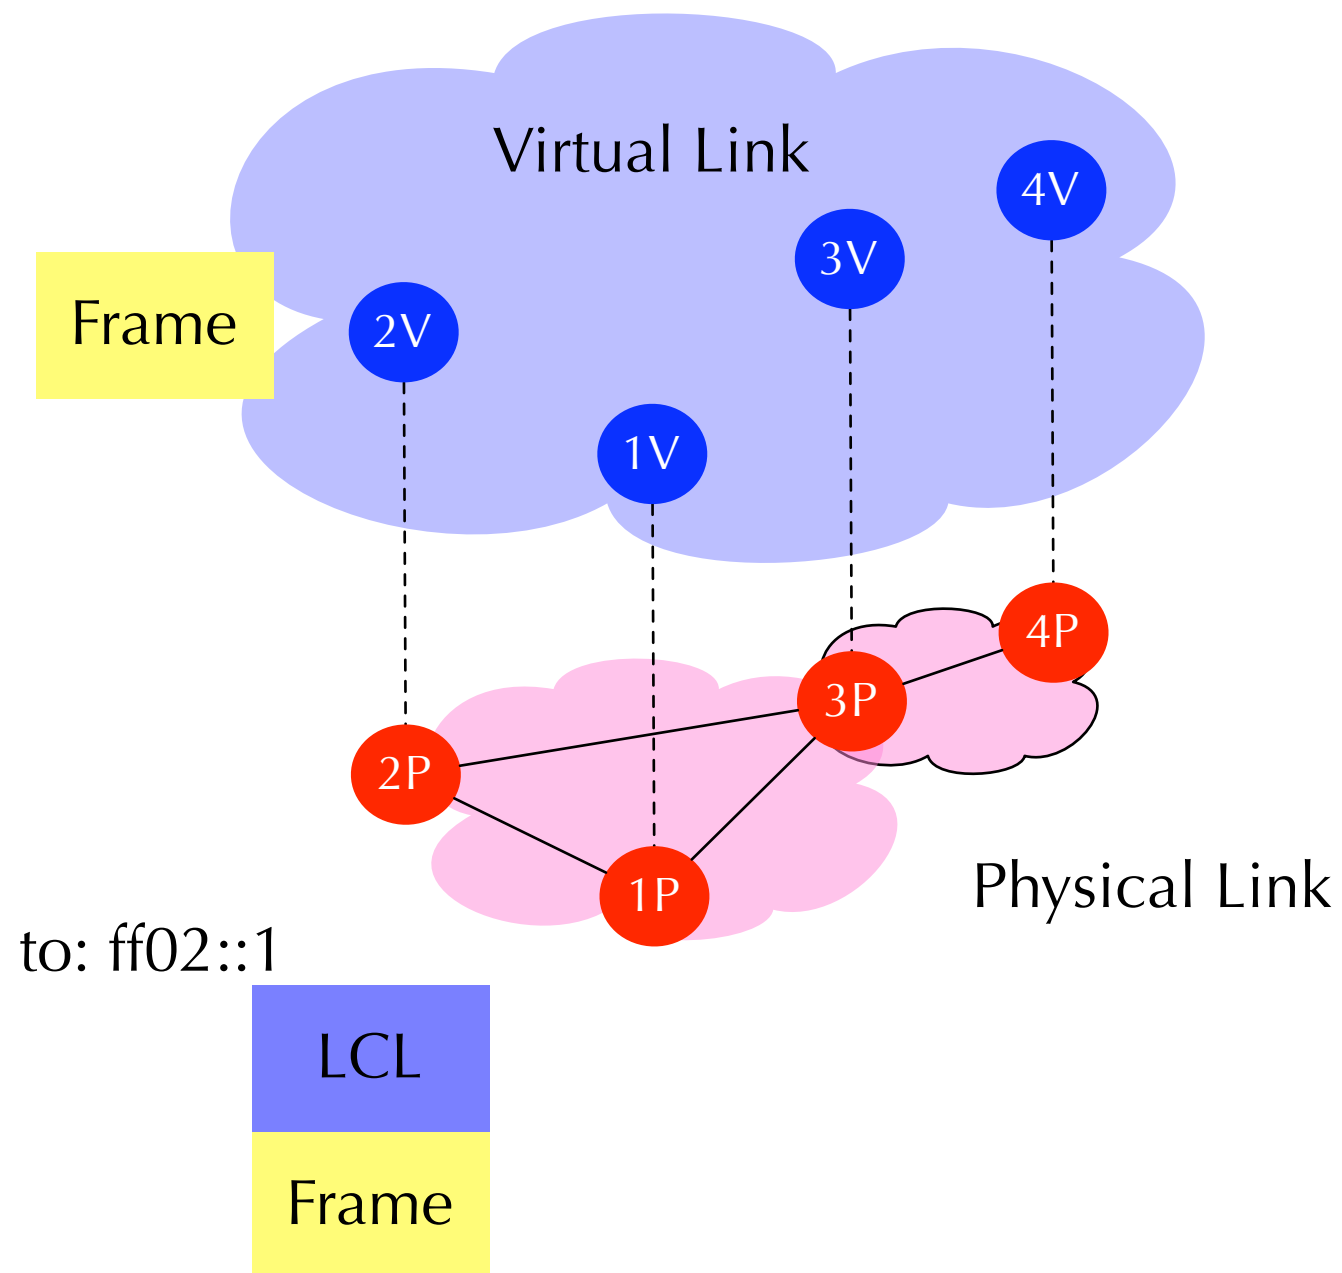 Virtual Link
4V
3V
Frame
2V
1V
4P
3P
2P
Physical Link
1P
to: ff02::1
LCL
Frame